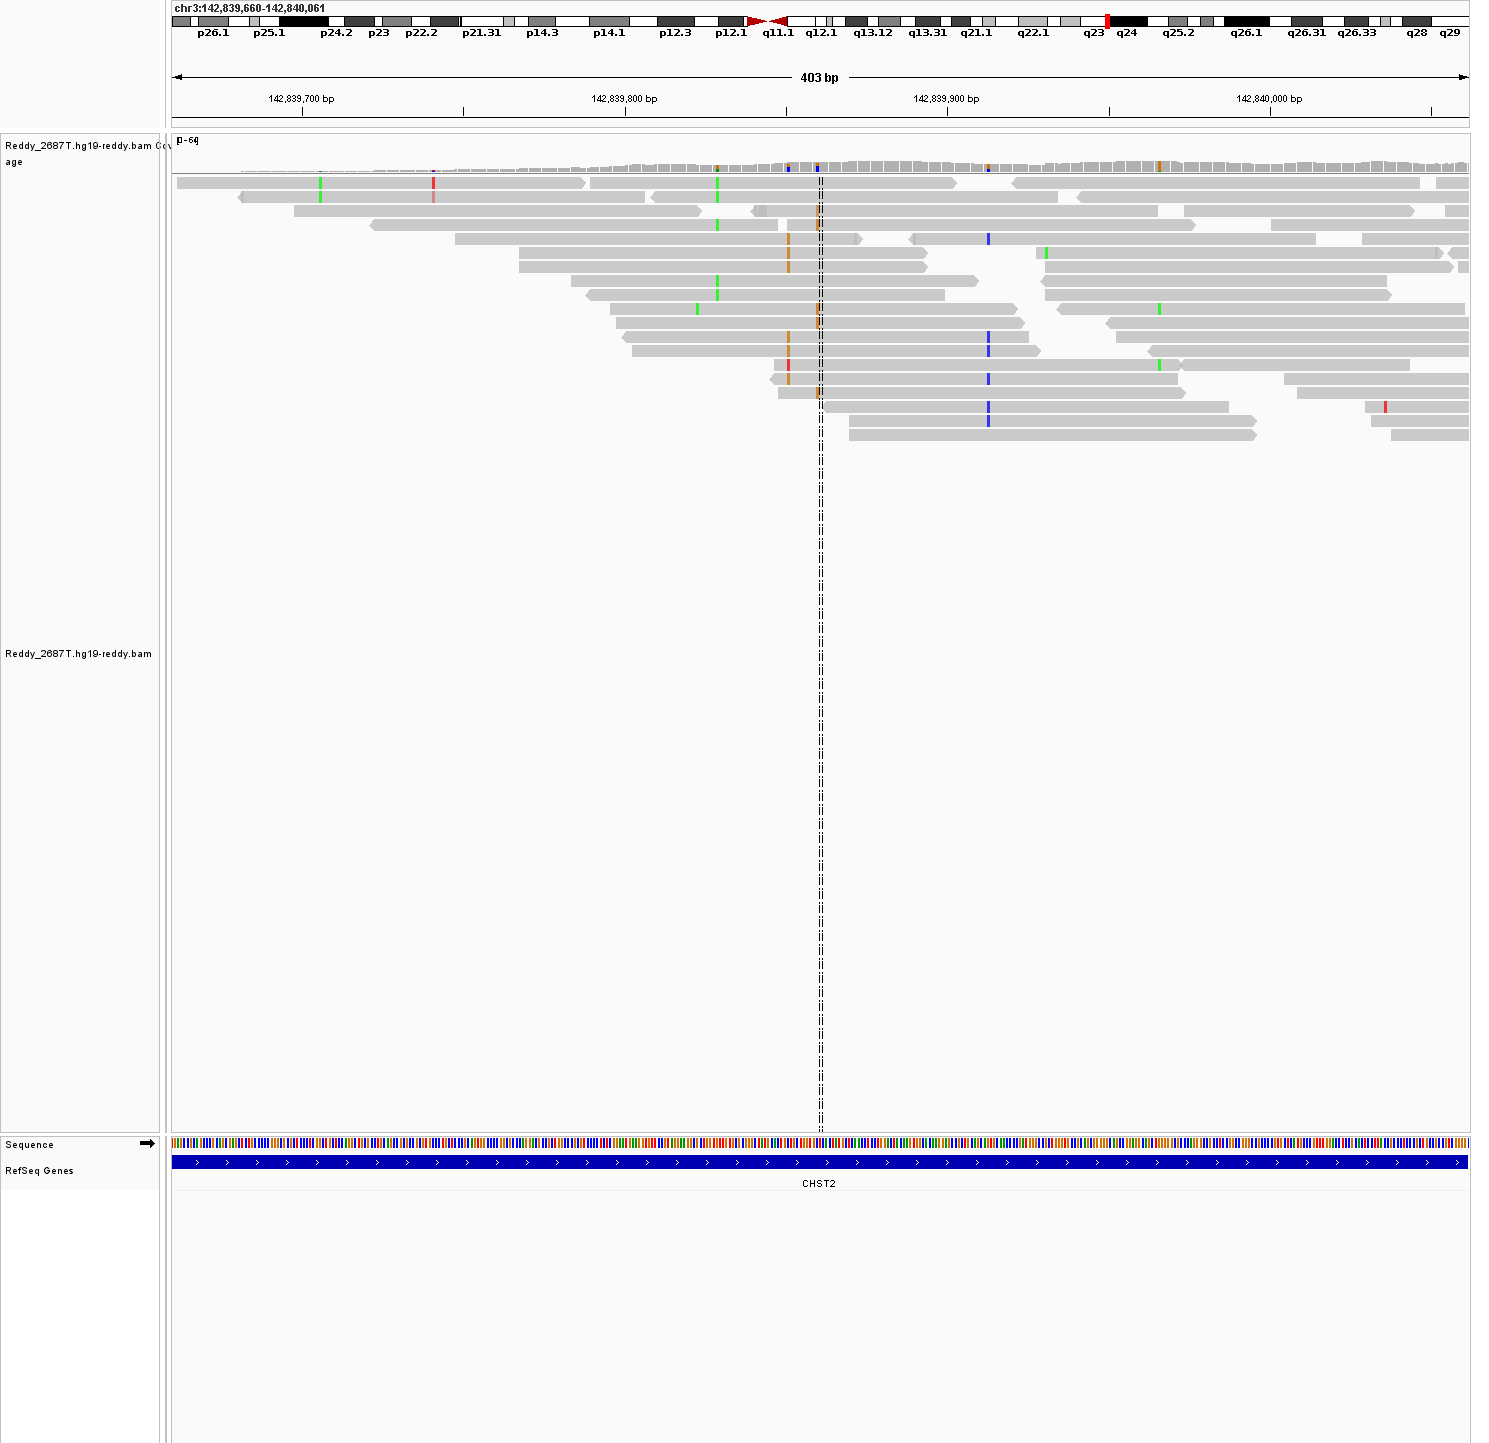 chr3:142,839,660-142,840,061
p26.1 p25.1 p24.2 p23 p22.2 p21.31 p14.3 p14.1 p12.3 p12.1 q11.1 q12.1 q13.12 q13.31 q21.1 q22.1 q23 q24 q25.2 q26.1 q26.31 q26.33 q28 q29
403 bp
142,839,700 bp 142,839,800 bp 142,839,900 bp 142,840,000 bp
[0-64]
Reddy_2687T.hg19-reddy.bam Cov
age
Reddy_2687T.hg19-reddy.bam
Sequence
RefSeq Genes
CHST2